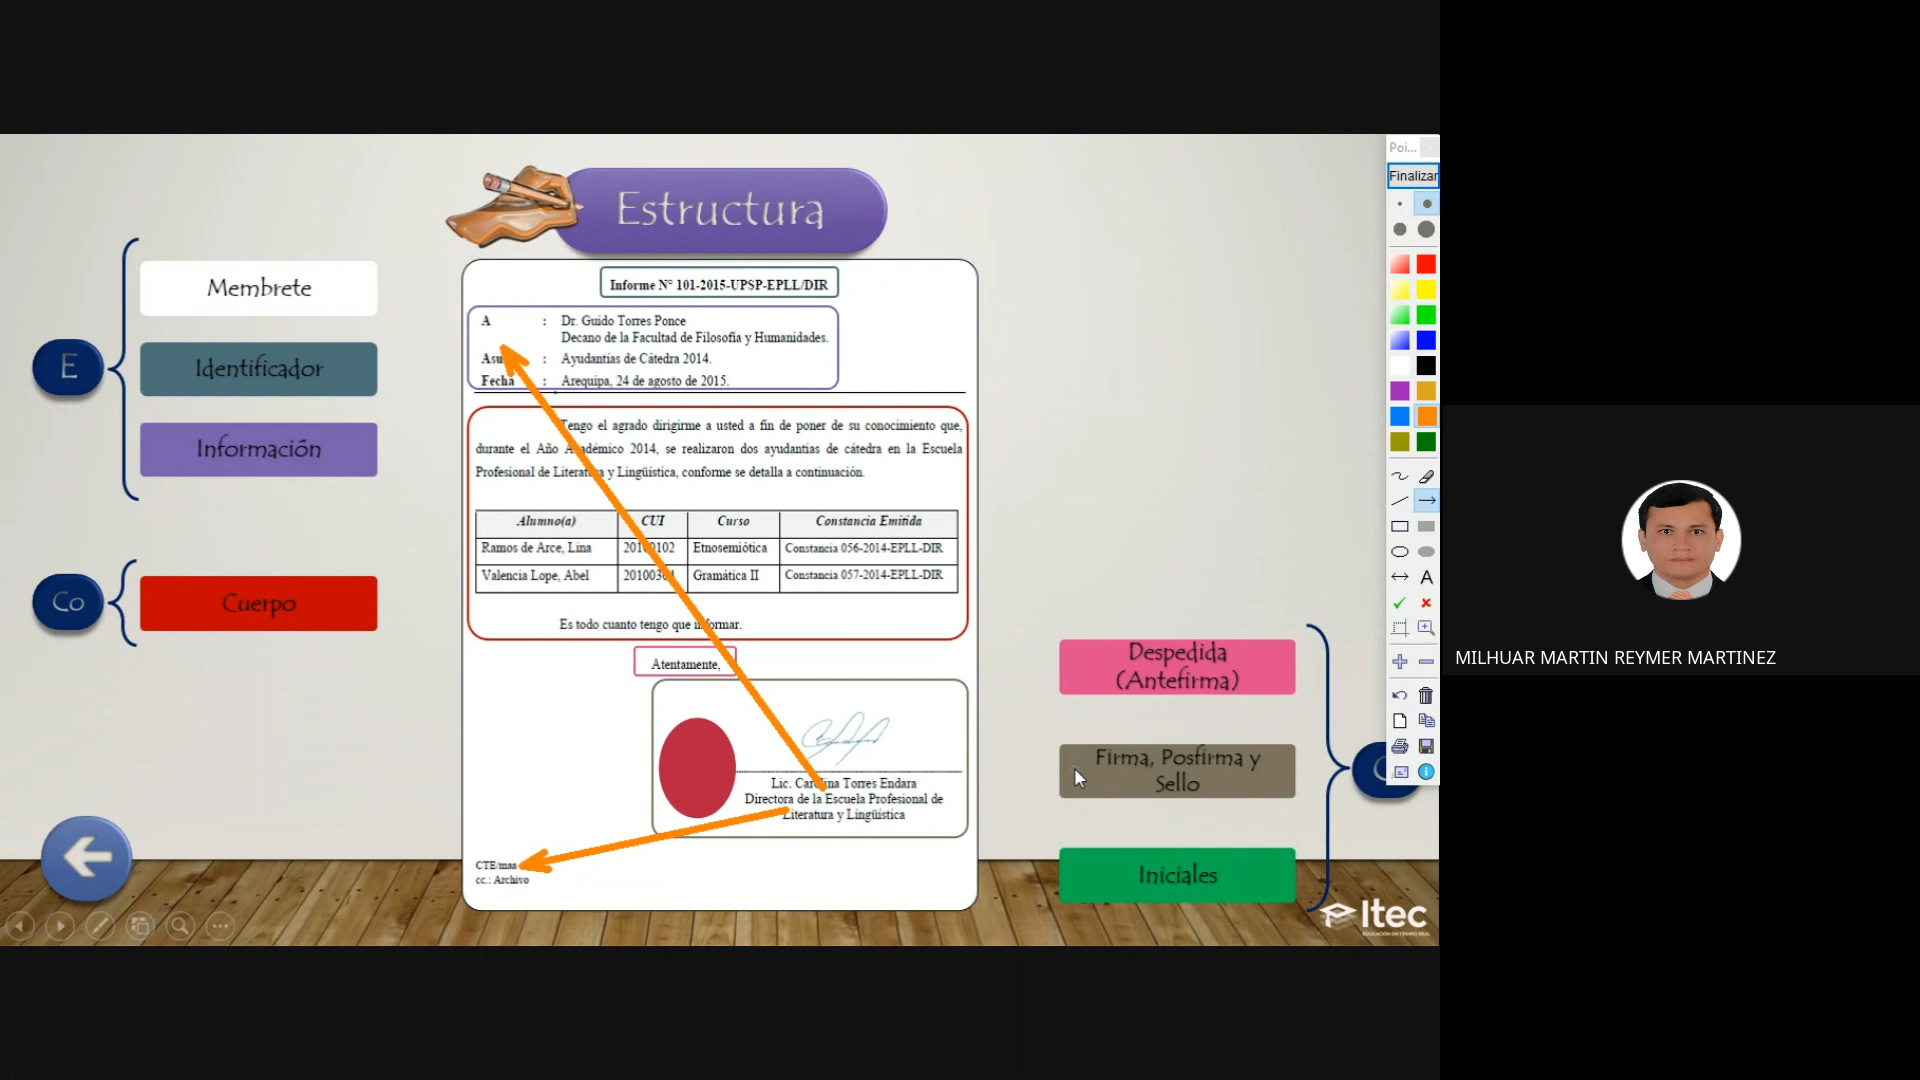 Estructura
E
Membrete
Identificador
Información
Co
Cuerpo
Informe N° 101-2015-UPSP-EPLL/DIR
A : Dr. Guido Torres Ponce
Decano de la Facultad de Filosofía y Humanidades.
: Ayudantías de Cátedra 2014.
Fecha : Arequipa, 24 de agosto de 2015.
Tengo el agrado dirigirme a usted a fin de poner de su conocimiento que,
durante el Año Académico 2014, se realizaron dos ayudantías de cátedra en la Escuela
Profesional de Literatura y Lingüística, conforme se detalla a continuación.
Alumno(a) CUI Curso Constancia Emitida
Ramos de Arce, Lina Etnosemiótica Constancia 056-2014-EPLL-DIR
Valencia Lope, Abel Gramática II Constancia 057-2014-EPLL-DIR
Es todo cuanto tengo que informar.
Atentamente,
Lic. Carolina Torres Endara
Directora de la Escuela Profesional de
Literatura y Lingüística
CTE/maa
cc.: Archivo
Despedida
(Antefirma)
Firma, Posfirma y
Sello
Iniciales
Itec
Poi...
Finalizar
A
MILHUAR MARTIN REYMER MARTINEZ